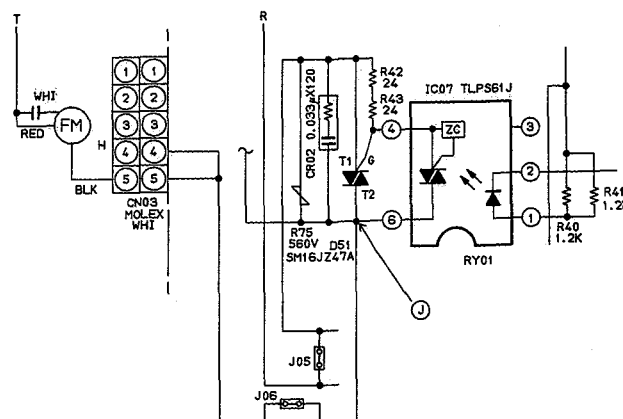 T
R
WHI
FM
RED
BLK
H
1 1
2 2
3 3
4 4
5 5
CN03
MOLEX
WHI
CR02 0.033μX120
R42
24
R43
24
T1
G
T2
R75
560V
D51
SM16JZ47A
IC07 TLPS61J
ZC
4
6
3
2
1
RY01
R40
1.2K
R41
1.2
J
J05
J06